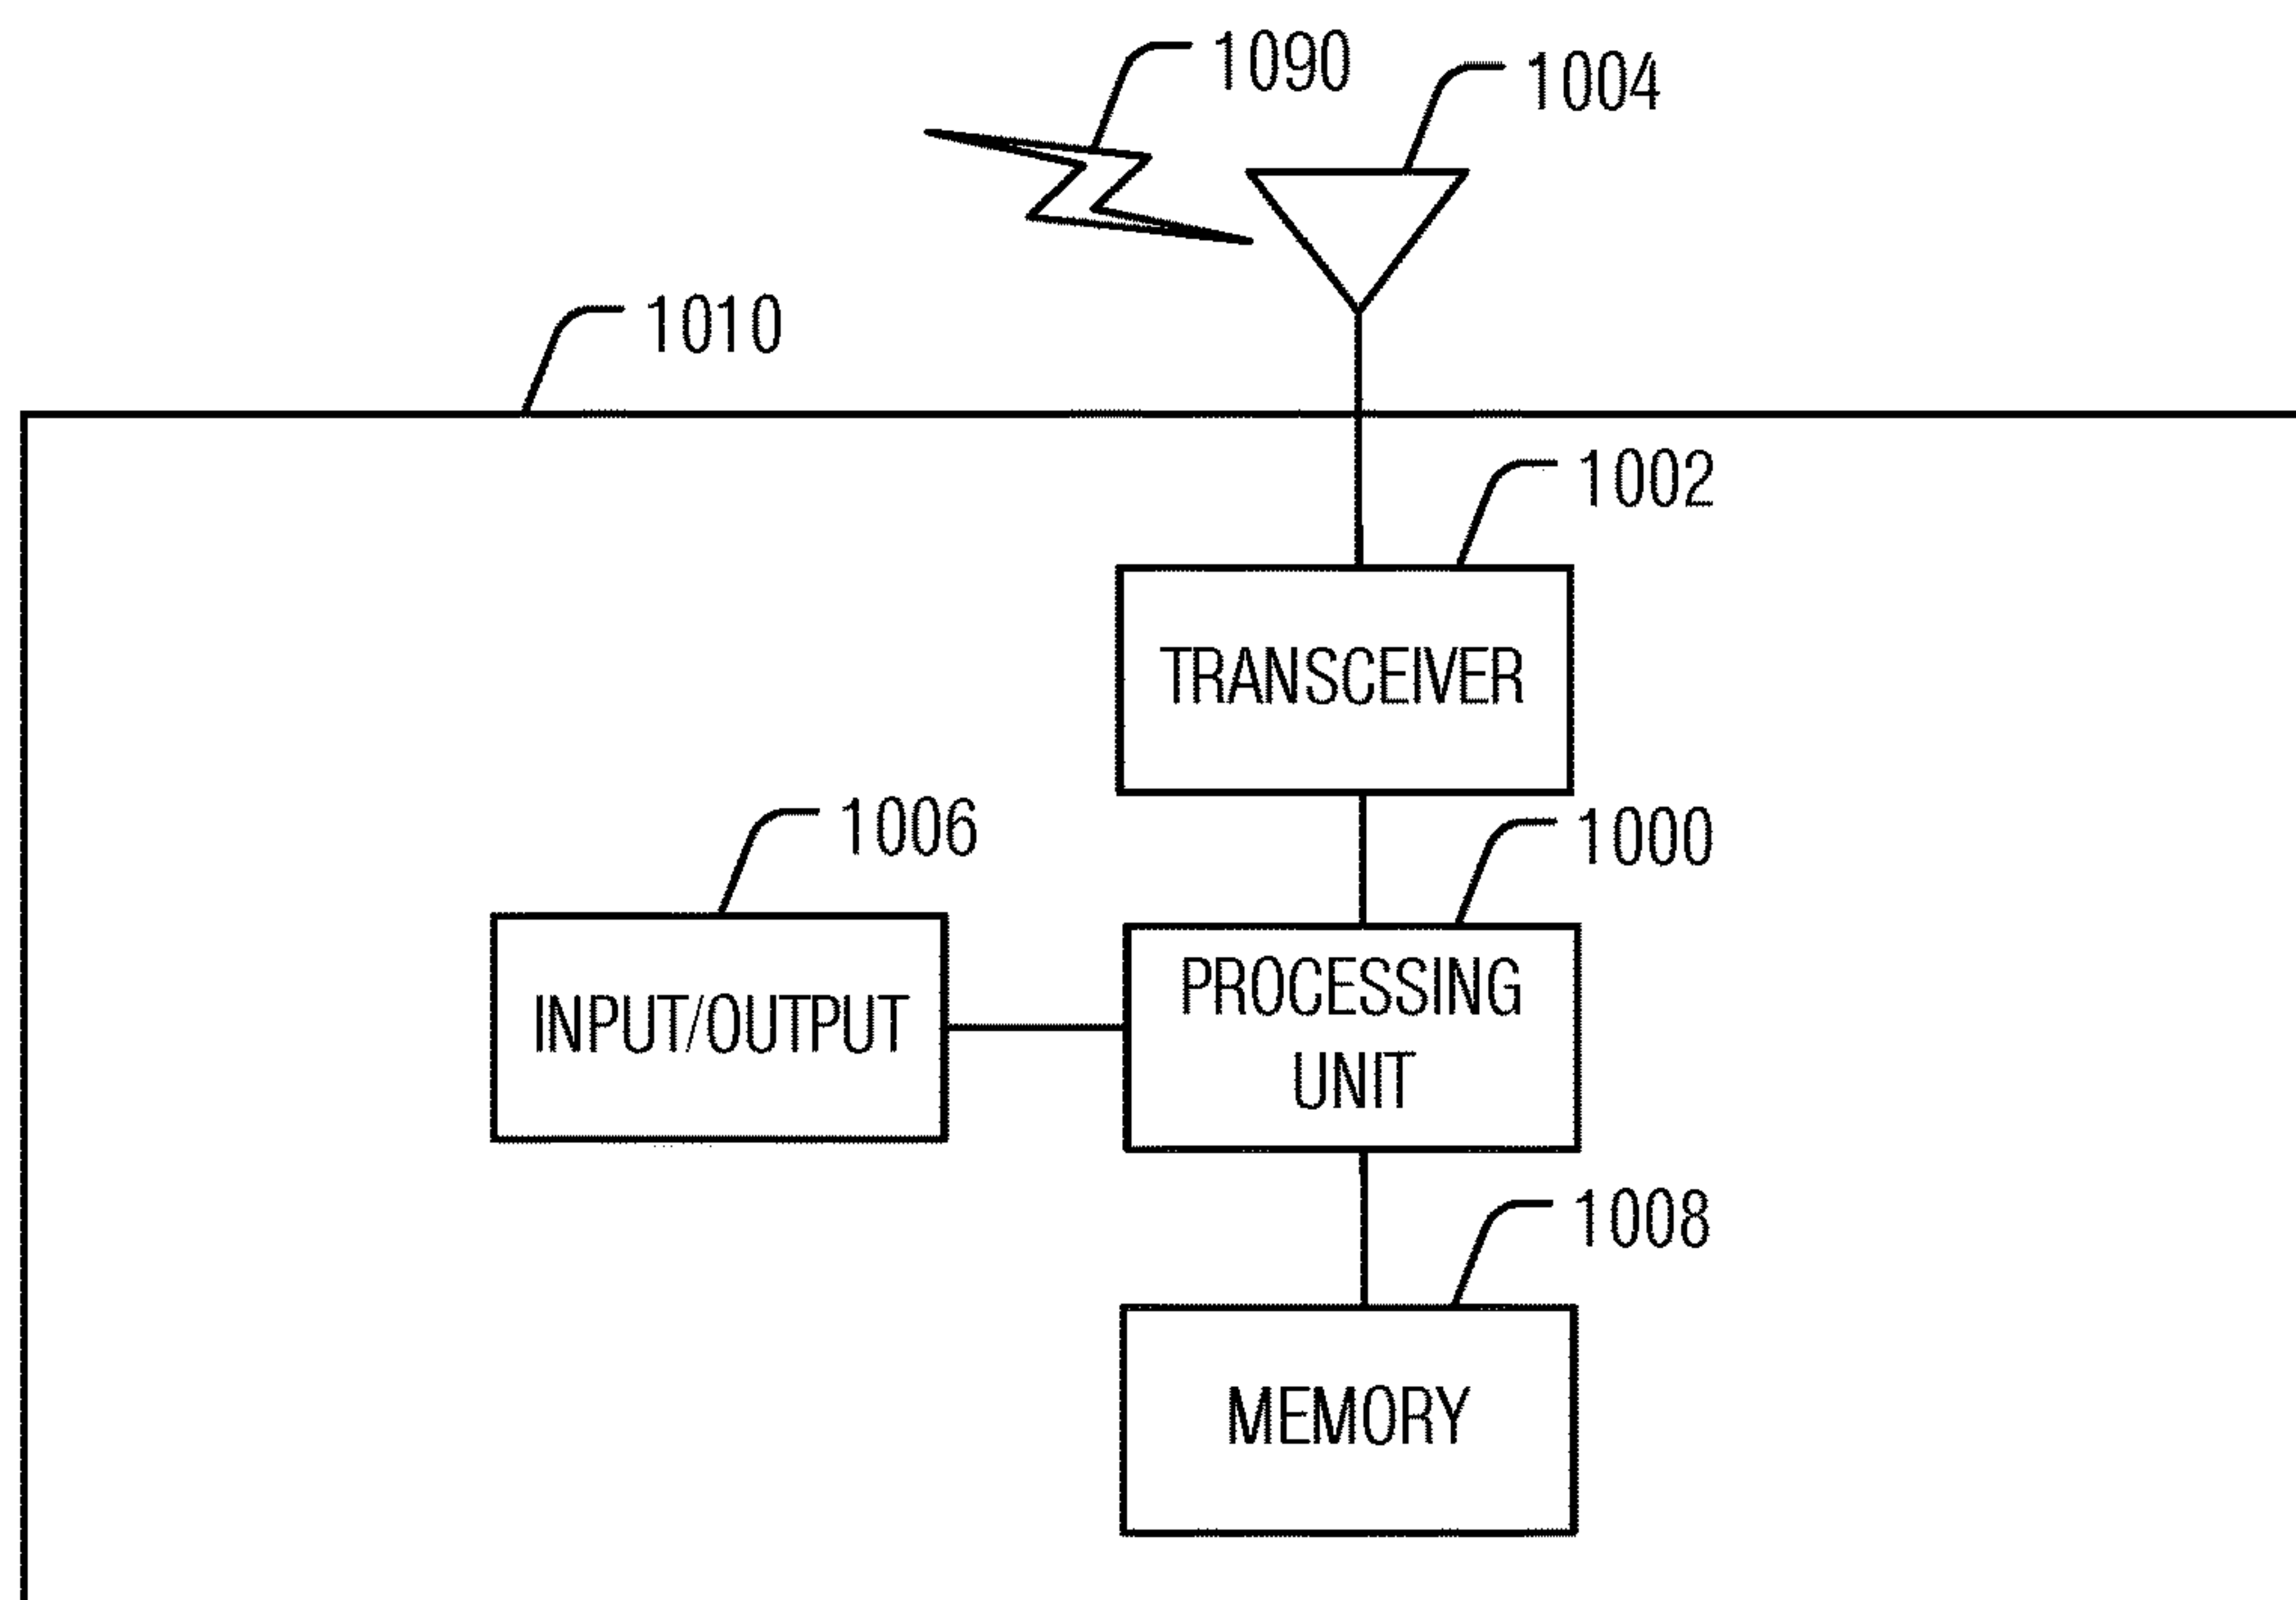 1090
1004
1010
1002
TRANSCEIVER
1006
1000
INPUT/OUTPUT
PROCESSING
UNIT
1008
MEMORY